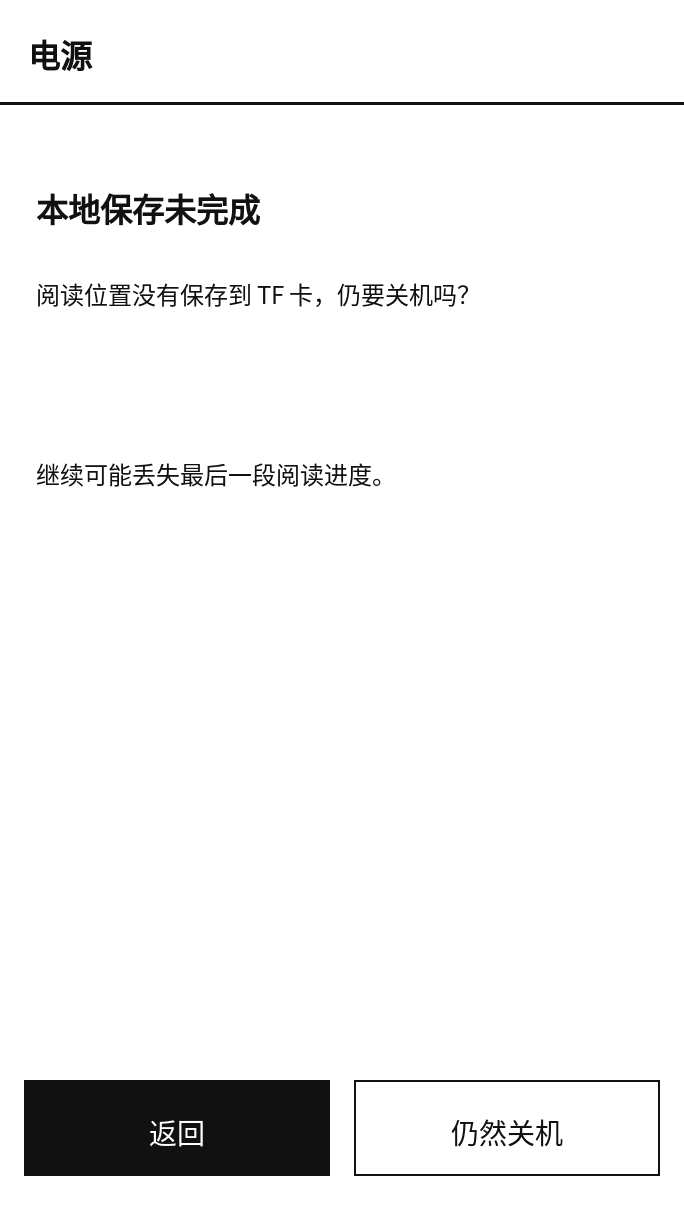 电源
本地保存未完成
阅读位置没有保存到 TF 卡，仍要关机吗？
继续可能丢失最后一段阅读进度。
返回
仍然关机